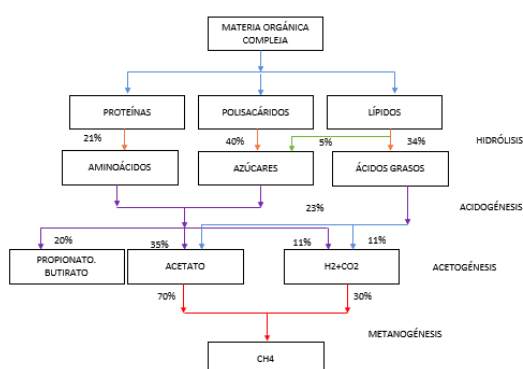 MATERIA ORGÁNICA
COMPLEJA
PROTEÍNAS
POLISACÁRIDOS
LÍPIDOS
21%
40%
5%
34%
HIDRÓLISIS
AMINOÁCIDOS
AZÚCARES
ÁCIDOS GRASOS
23%
ACIDOGÉNESIS
20%
35%
11%
11%
PROPIONATO.
BUTIRATO
ACETATO
H2+CO2
ACETOGÉNESIS
70%
30%
METANOGÉNESIS
CH4